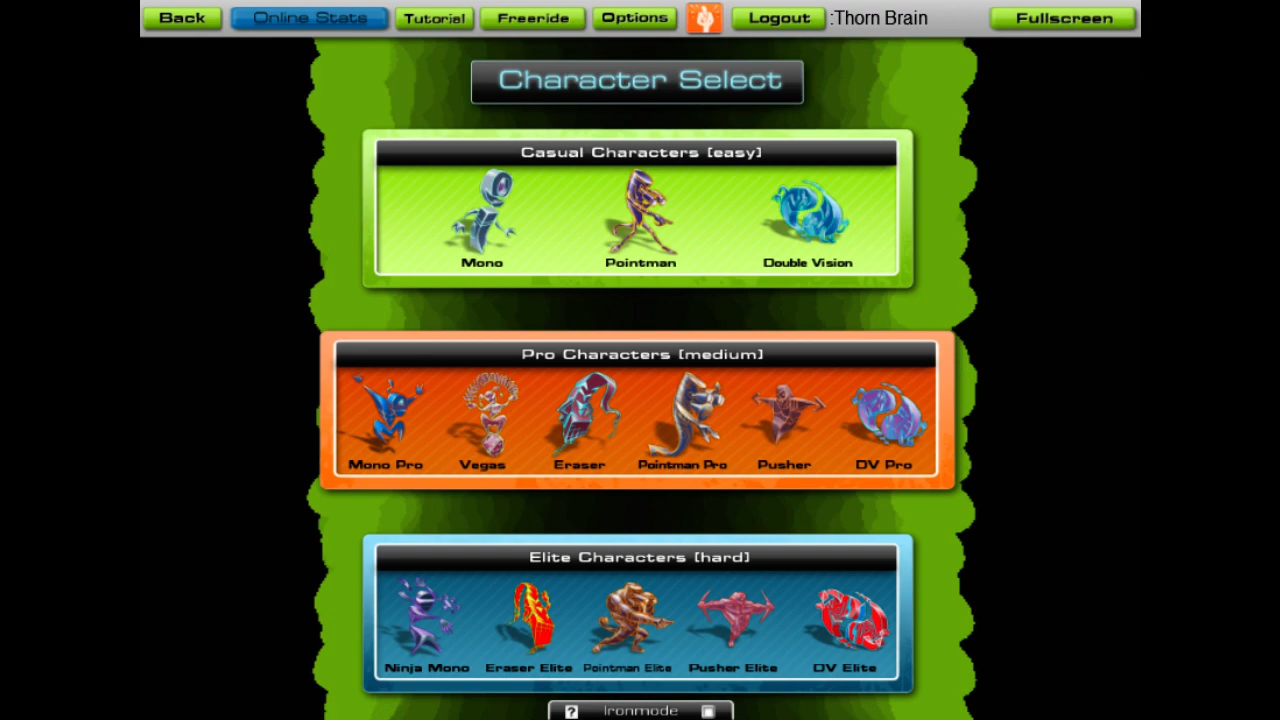 Back Online Stats Tutorial Freeride Options Logout :Thorn Brain Fullscreen
Character Select
Casual Characters [easy]
Mono Pointman Double Vision
Pro Characters [medium]
Mono Pro Vegas Eraser Pointman Pro Pusher DV Pro
Elite Characters [hard]
Ninja Mono Eraser Elite Pointman Elite Pusher Elite DV Elite
? Ironmode